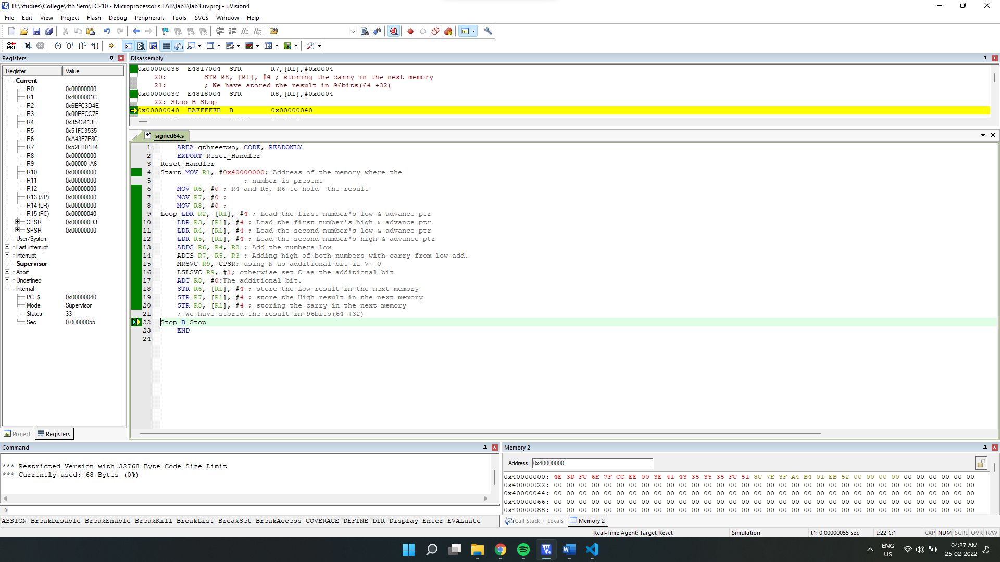 D:\Studies\College\4th Sem\EC210 - Microprocessor's LAB\lab3\lab3.uvproj - µVision4
File Edit View Project Flash Debug Peripherals Tools SVCS Window Help
Registers
Register Value
Current
R0 0x00000000
R1 0x4000001C
R2 0x6EFC3D4E
R3 0x00EECC7F
R4 0x3543413E
R5 0x51FC3535
R6 0xA43F7E8C
R7 0x52EB01B4
R8 0x00000000
R9 0x000001A6
R10 0x00000000
R11 0x00000000
R12 0x00000000
R13 (SP) 0x00000000
R14 (LR) 0x00000000
R15 (PC) 0x00000040
CPSR 0x000000D3
SPSR 0x00000000
User/System
Fast Interrupt
Interrupt
Supervisor
Abort
Undefined
Internal
PC $ 0x00000040
Mode Supervisor
States 33
Sec 0.00000055
Project Registers
Disassembly
0x00000038 E4817004 STR R7,[R1],#0x0004
20: STR R8, [R1], #4 ; storing the carry in the next memory
21: ; We have stored the result in 96bits(64 +32)
0x0000003C E4818004 STR R8,[R1],#0x0004
22: Stop B Stop
0x00000040 EAFFFFFE B 0x00000040
signed64.s
1 AREA qthreetwo, CODE, READONLY
2 EXPORT Reset_Handler
3 Reset_Handler
4 Start MOV R1, #0x40000000; Address of the memory where the
5 ; number is present
6 MOV R6, #0 ; R4 and R5, R6 to hold  the result
7 MOV R7, #0 ;
8 MOV R8, #0 ;
9 Loop LDR R2, [R1], #4 ; Load the first number's low & advance ptr
10 LDR R3, [R1], #4 ; Load the first number's high & advance ptr
11 LDR R4, [R1], #4 ; Load the second number's low & advance ptr
12 LDR R5, [R1], #4 ; Load the second number's high & advance ptr
13 ADDS R6, R4, R2 ; Add the numbers low
14 ADCS R7, R5, R3 ; Adding high of both numbers with carry from low add.
15 MRSVC R9, CPSR; using N as additional bit if V==0
16 LSLSVC R9, #1; otherwise set C as the additional bit
17 ADC R8, #0;The additional bit.
18 STR R6, [R1], #4 ; store the Low result in the next memory
19 STR R7, [R1], #4 ; store the High result in the next memory
20 STR R8, [R1], #4 ; storing the carry in the next memory
21 ; We have stored the result in 96bits(64 +32)
22 Stop B Stop
23 END
24
Command
*** Restricted Version with 32768 Byte Code Size Limit
*** Currently used: 68 Bytes (0%)
>
ASSIGN BreakDisable BreakEnable BreakKill BreakList BreakSet BreakAccess COVERAGE DEFINE DIR Display Enter EVALuate
Memory 2
Address: 0x40000000
0x40000000: 4E 3D FC 6E 7F CC EE 00 3E 41 43 35 35 35 FC 51 8C 7E 3F A4 B4 01 EB 52 00 00 00 00 00 00 00 00 00 00
0x40000022: 00 00 00 00 00 00 00 00 00 00 00 00 00 00 00 00 00 00 00 00 00 00 00 00 00 00 00 00 00 00 00 00 00 00
0x40000044: 00 00 00 00 00 00 00 00 00 00 00 00 00 00 00 00 00 00 00 00 00 00 00 00 00 00 00 00 00 00 00 00 00 00
0x40000066: 00 00 00 00 00 00 00 00 00 00 00 00 00 00 00 00 00 00 00 00 00 00 00 00 00 00 00 00 00 00 00 00 00 00
0x40000088: 00 00 00 00 00 00 00 00 00 00 00 00 00 00 00 00 00 00 00 00 00 00 00 00 00 00 00 00 00 00 00 00 00 00
Call Stack + Locals Memory 2
Real-Time Agent: Target Reset Simulation t1: 0.00000055 sec L:22 C:1 CAP NUM SCRL OVR R/W
ENG
US
04:27 AM
25-02-2022